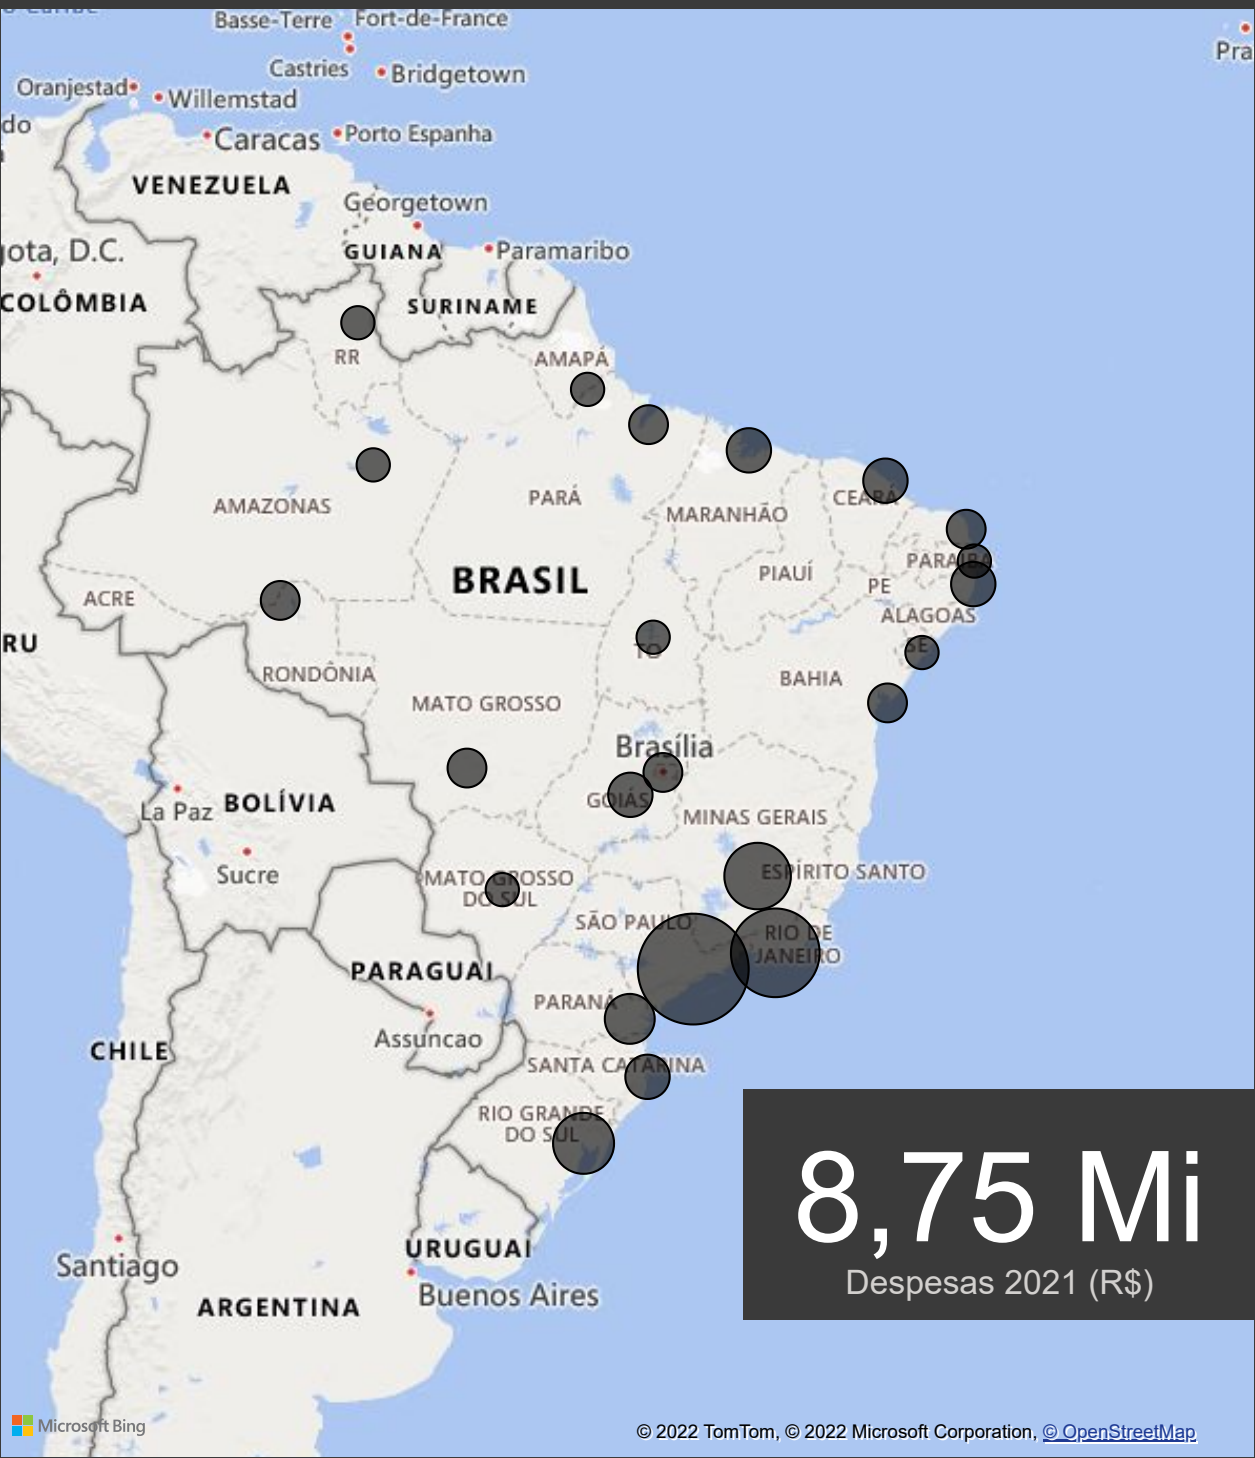 Basse-Terre
Fort-de-France
Castries
Bridgetown
Oranjestad
Willemstad
Caracas
Porto Espanha
VENEZUELA
Georgetown
GUIANA
Paramaribo
COLÔMBIA
SURINAME
RR
AMAPÁ
AMAZONAS
PARÁ
MARANHÃO
CEARÁ
BRASIL
PIAUÍ
PARAÍBA
PE
ACRE
ALAGOAS
SE
TO
RONDÔNIA
BAHIA
MATO GROSSO
Brasília
GOIÁS
MINAS GERAIS
La Paz
BOLÍVIA
Sucre
MATO GROSSO
DO SUL
ESPÍRITO SANTO
SÃO PAULO
RIO DE
JANEIRO
PARAGUAI
PARANÁ
Assuncao
CHILE
SANTA CATARINA
RIO GRANDE
DO SUL
8,75 Mi
Despesas 2021 (R$)
URUGUAI
Santiago
Buenos Aires
ARGENTINA
Microsoft Bing
© 2022 TomTom, © 2022 Microsoft Corporation, © OpenStreetMap